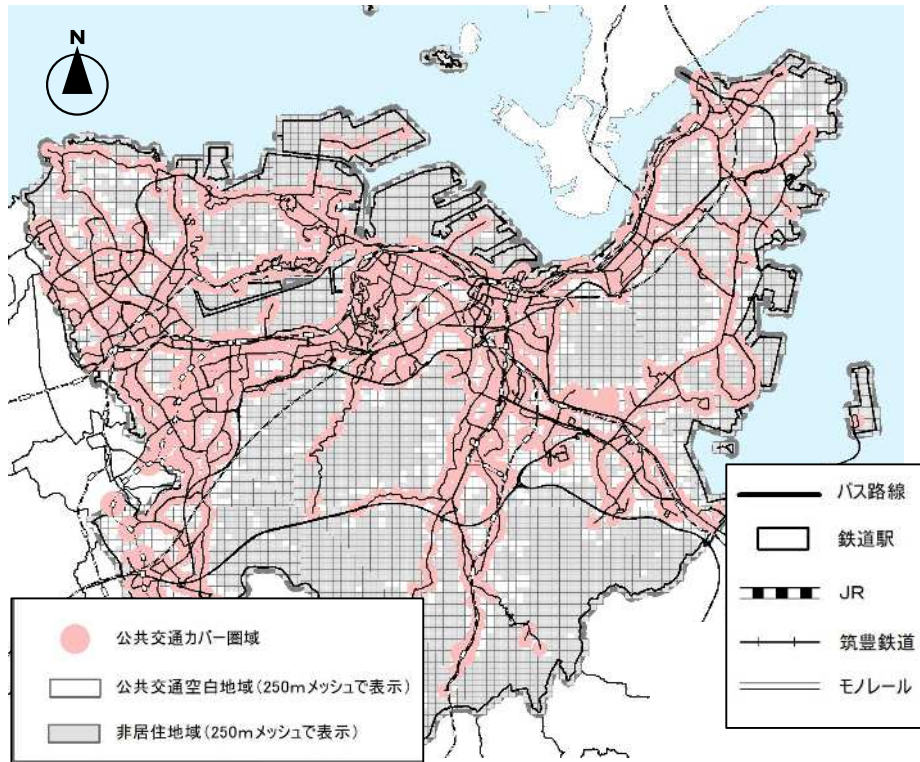 N
バス路線
鉄道駅
JR
筑豊鉄道
モノレール
公共交通カバー圏域
公共交通空白地域(250mメッシュで表示)
非居住地域(250mメッシュで表示)